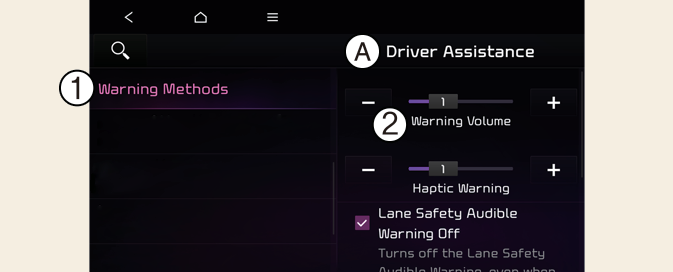 A Driver Assistance
1 Warning Methods
1
2 Warning Volume
1
Haptic Warning
Lane Safety Audible
Warning Off
Turns off the Lane Safety
Audible Warning, even when